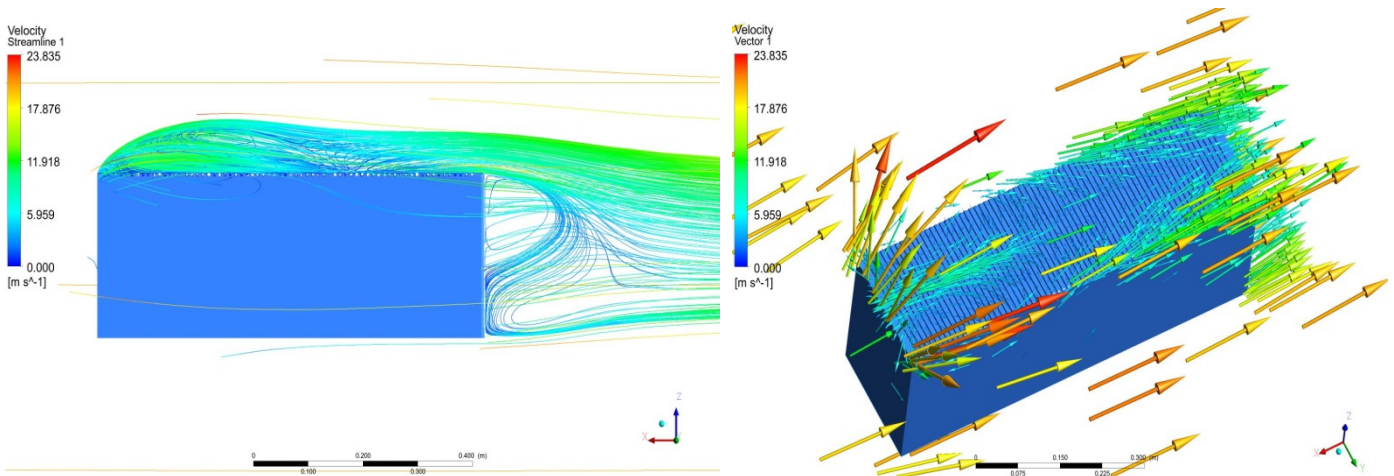 Velocity
Streamline 1
23.835
17.876
11.918
5.959
0.000
[m s^-1]
Z
X
0
0.200
0.400 (m)
0.100
0.300
Velocity
Vector 1
23.835
17.876
11.918
5.959
0.000
[m s^-1]
Z
X
Y
0
0.150
0.300 (m)
0.075
0.225